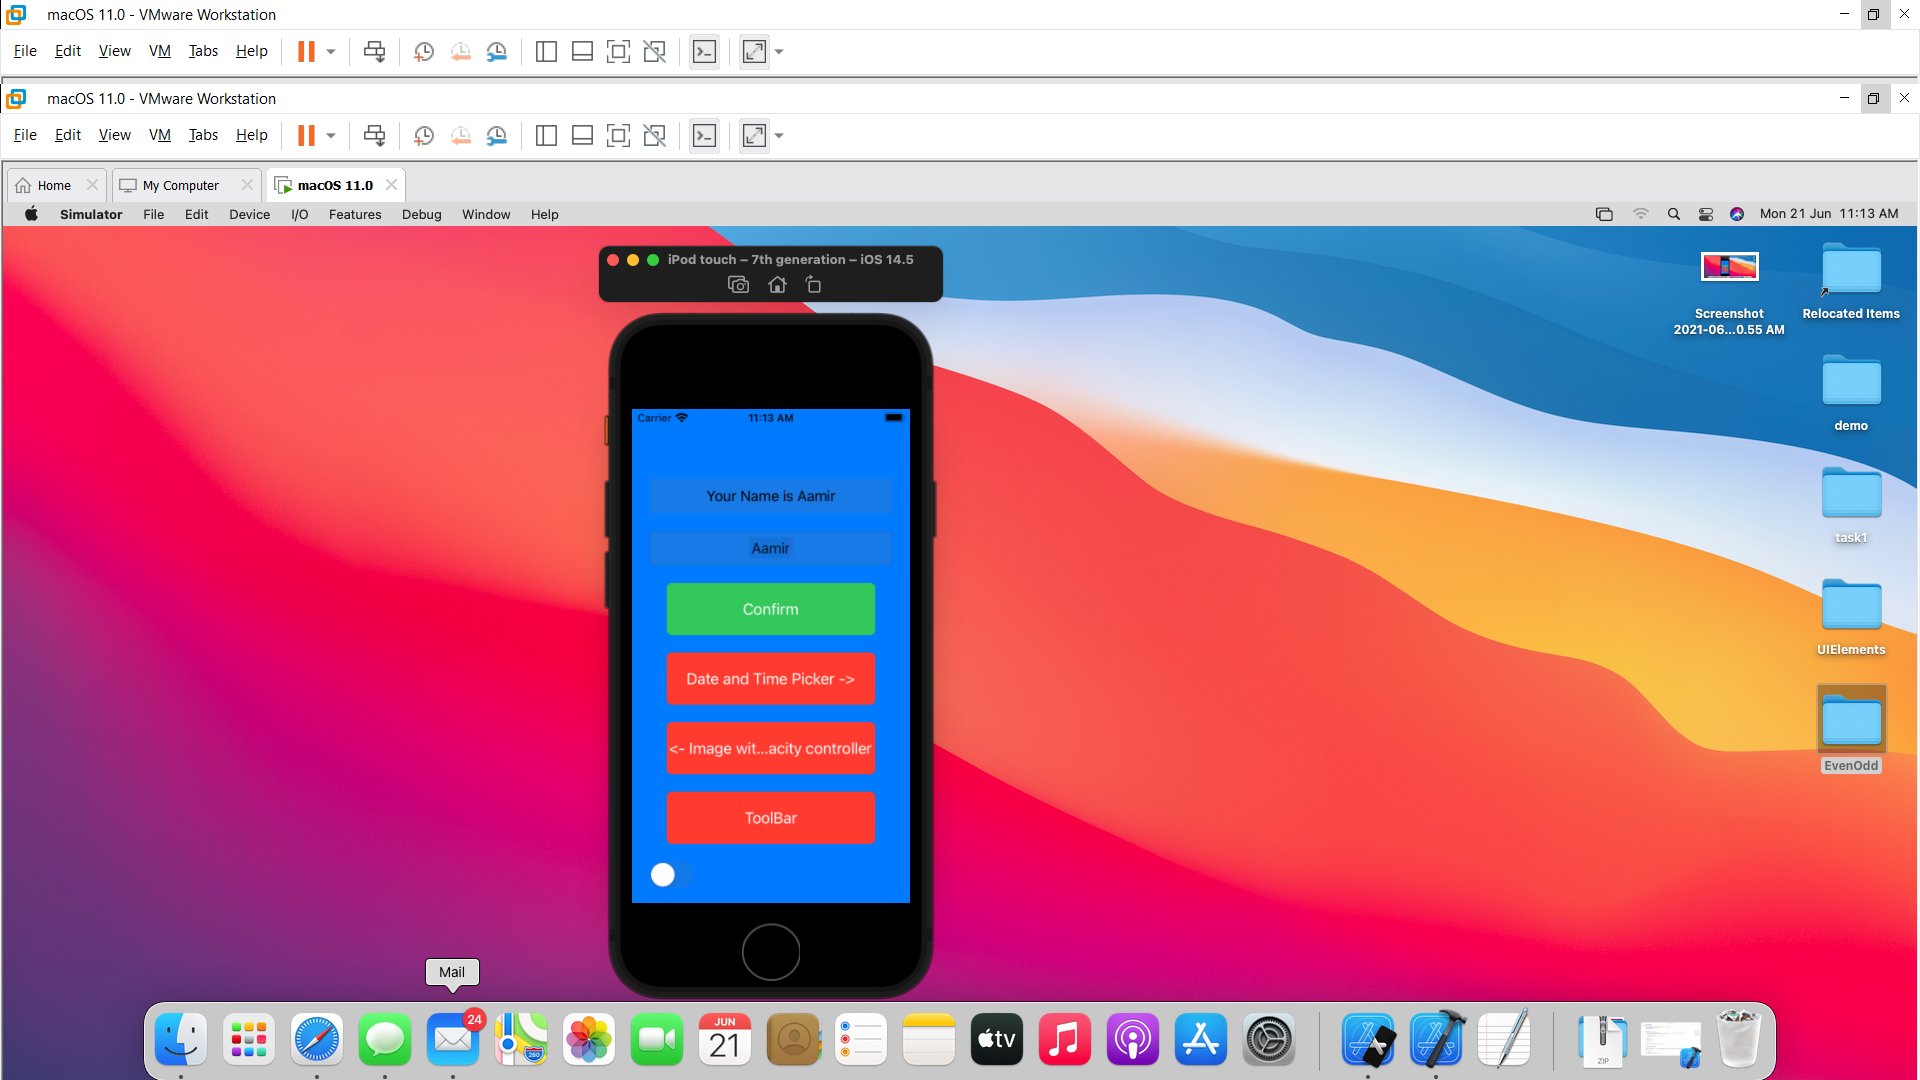 macOS 11.0 - VMware Workstation
File Edit View VM Tabs Help
macOS 11.0 - VMware Workstation
File Edit View VM Tabs Help
Home My Computer macOS 11.0
Simulator File Edit Device I/O Features Debug Window Help Mon 21 Jun 11:13 AM
iPod touch – 7th generation – iOS 14.5
Screenshot
2021-06...0.55 AM
Relocated Items
demo
task1
UIElements
EvenOdd
Carrier 11:13 AM
Your Name is Aamir
Aamir
Confirm
Date and Time Picker ->
<- Image wit...acity controller
ToolBar
Mail
24
280
JUN
21
tv
ZIP